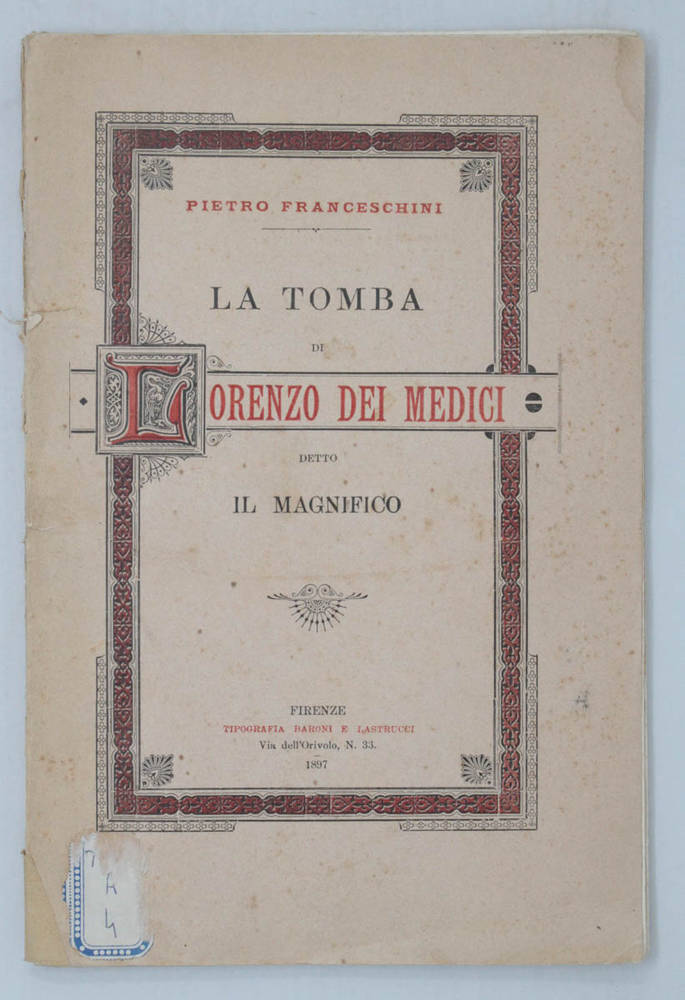 PIETRO FRANCESCHINI
LA TOMBA
DI
LORENZO DEI MEDICI
DETTO
IL MAGNIFICO
FIRENZE
TIPOGRAFIA BARONI E LASTRUCCI
Via dell'Orivolo, N. 33.
1897
A
4